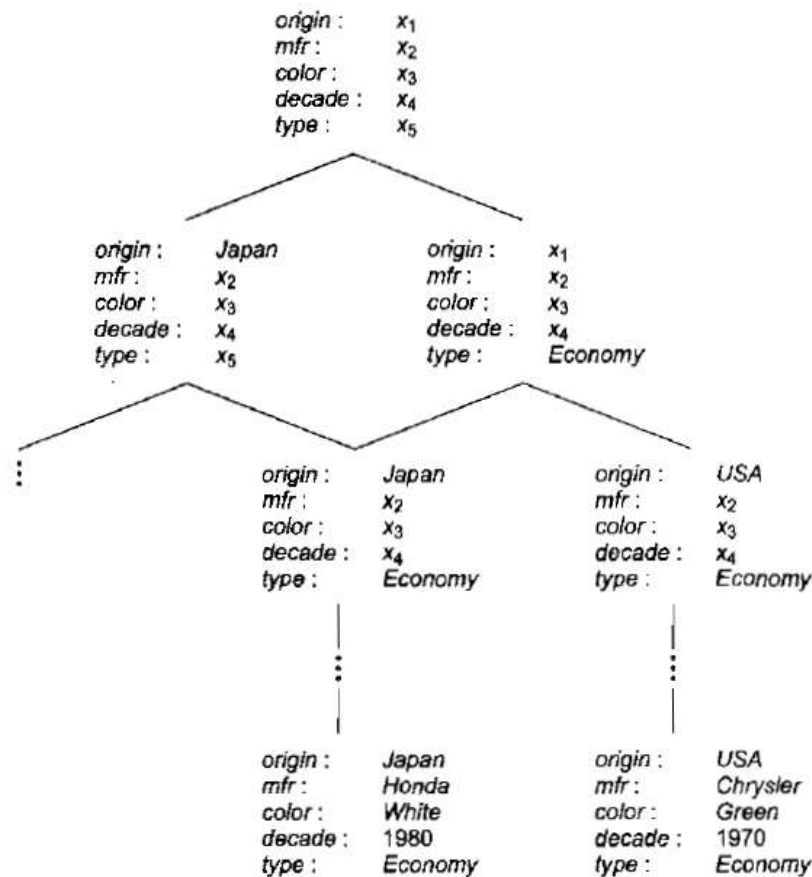 origin : x₁
mfr : x₂
color : x₃
decade : x₄
type : x₅
origin : Japan
mfr : x₂
color : x₃
decade : x₄
type : x₅
origin : x₁
mfr : x₂
color : x₃
decade : x₄
type : Economy
⋮
origin : Japan
mfr : x₂
color : x₃
decade : x₄
type : Economy
origin : USA
mfr : x₂
color : x₃
decade : x₄
type : Economy
⋮
⋮
origin : Japan
mfr : Honda
color : White
decade : 1980
type : Economy
origin : USA
mfr : Chrysler
color : Green
decade : 1970
type : Economy